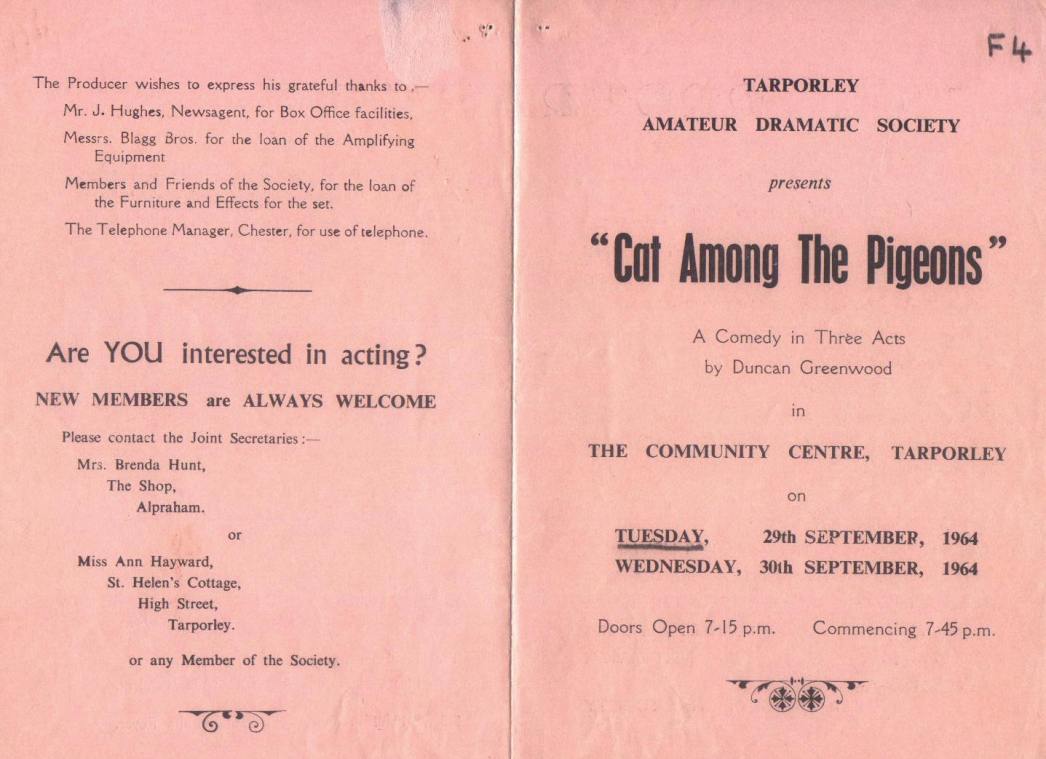 The Producer wishes to express his grateful thanks to,—
Mr. J. Hughes, Newsagent, for Box Office facilities,
Messrs. Blagg Bros. for the loan of the Amplifying
Equipment
Members and Friends of the Society, for the loan of
the Furniture and Effects for the set.
The Telephone Manager, Chester, for use of telephone.
Are YOU interested in acting?
NEW MEMBERS are ALWAYS WELCOME
Please contact the Joint Secretaries:—
Mrs. Brenda Hunt,
The Shop,
Alpraham.
or
Miss Ann Hayward,
St. Helen's Cottage,
High Street,
Tarporley.
or any Member of the Society.
F4
TARPORLEY
AMATEUR DRAMATIC SOCIETY
presents
"Cat Among The Pigeons"
A Comedy in Three Acts
by Duncan Greenwood
in
THE COMMUNITY CENTRE, TARPORLEY
on
TUESDAY, 29th SEPTEMBER, 1964
WEDNESDAY, 30th SEPTEMBER, 1964
Doors Open 7-15 p.m. Commencing 7-45 p.m.